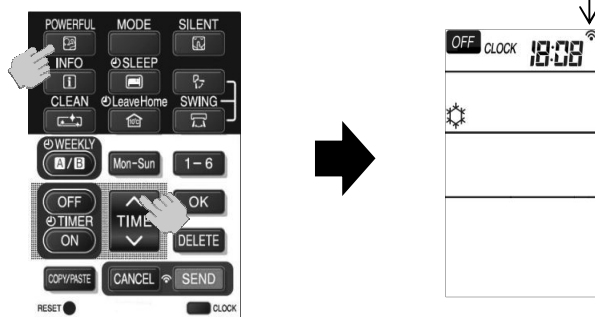 POWERFUL MODE SILENT
INFO SLEEP
CLEAN LeaveHome SWING
10°C
WEEKLY
A/B Mon-Sun 1-6
OFF TIME OK
TIMER
ON DELETE
COPY/PASTE CANCEL SEND
RESET CLOCK
OFF CLOCK 18:08